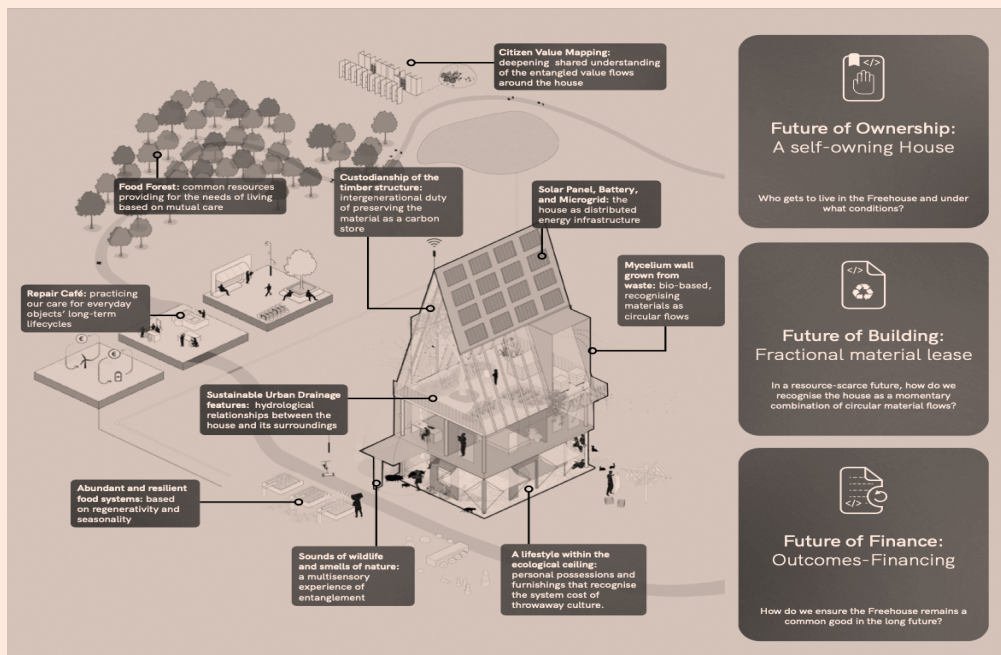 Citizen Value Mapping:
deepening shared understanding
of the entangled value flows
around the house
Food Forest: common resources
providing for the needs of living
based on mutual care
Custodianship of the
timber structure:
intergenerational duty
of preserving the
material as a carbon
store
Solar Panel, Battery,
and Microgrid: the
house as distributed
energy infrastructure
Mycelium wall
grown from
waste: bio-based,
recognising
materials as
circular flows
Repair Café: practicing
our care for everyday
objects' long-term
lifecycles
€
€
Sustainable Urban Drainage
features: hydrological
relationships between the
house and its surroundings
Abundant and resilient
food systems: based
on regenerativity and
seasonality
Sounds of wildlife
and smells of nature:
a multisensory
experience of
entanglement
A lifestyle within the
ecological ceiling:
personal possessions and
furnishings that recognise
the system cost of
throwaway culture.
</>
Future of Ownership:
A self-owning House
Who gets to live in the Freehouse and under
what conditions?
</>
Future of Building:
Fractional material lease
In a resource-scarce future, how do we
recognise the house as a momentary
combination of circular material flows?
</>
Future of Finance:
Outcomes-Financing
How do we ensure the Freehouse remains a
common good in the long future?